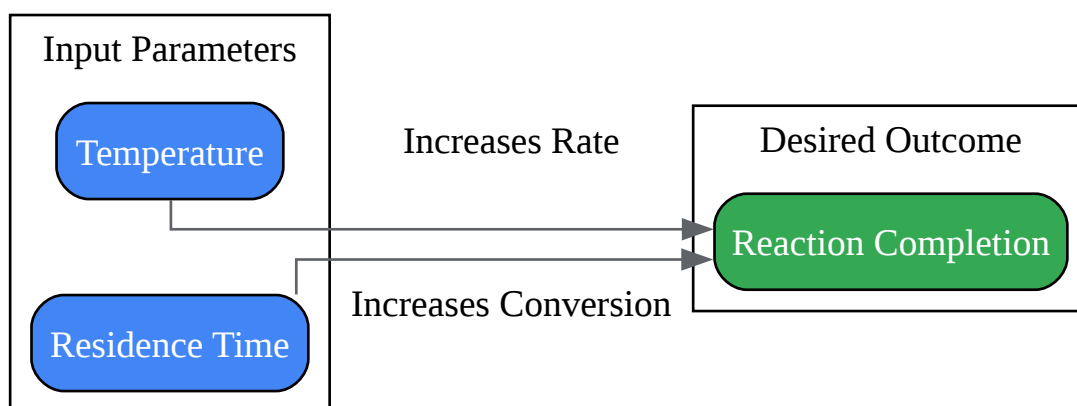 Input Parameters
Temperature
Residence Time
Increases Rate
Increases Conversion
Desired Outcome
Reaction Completion